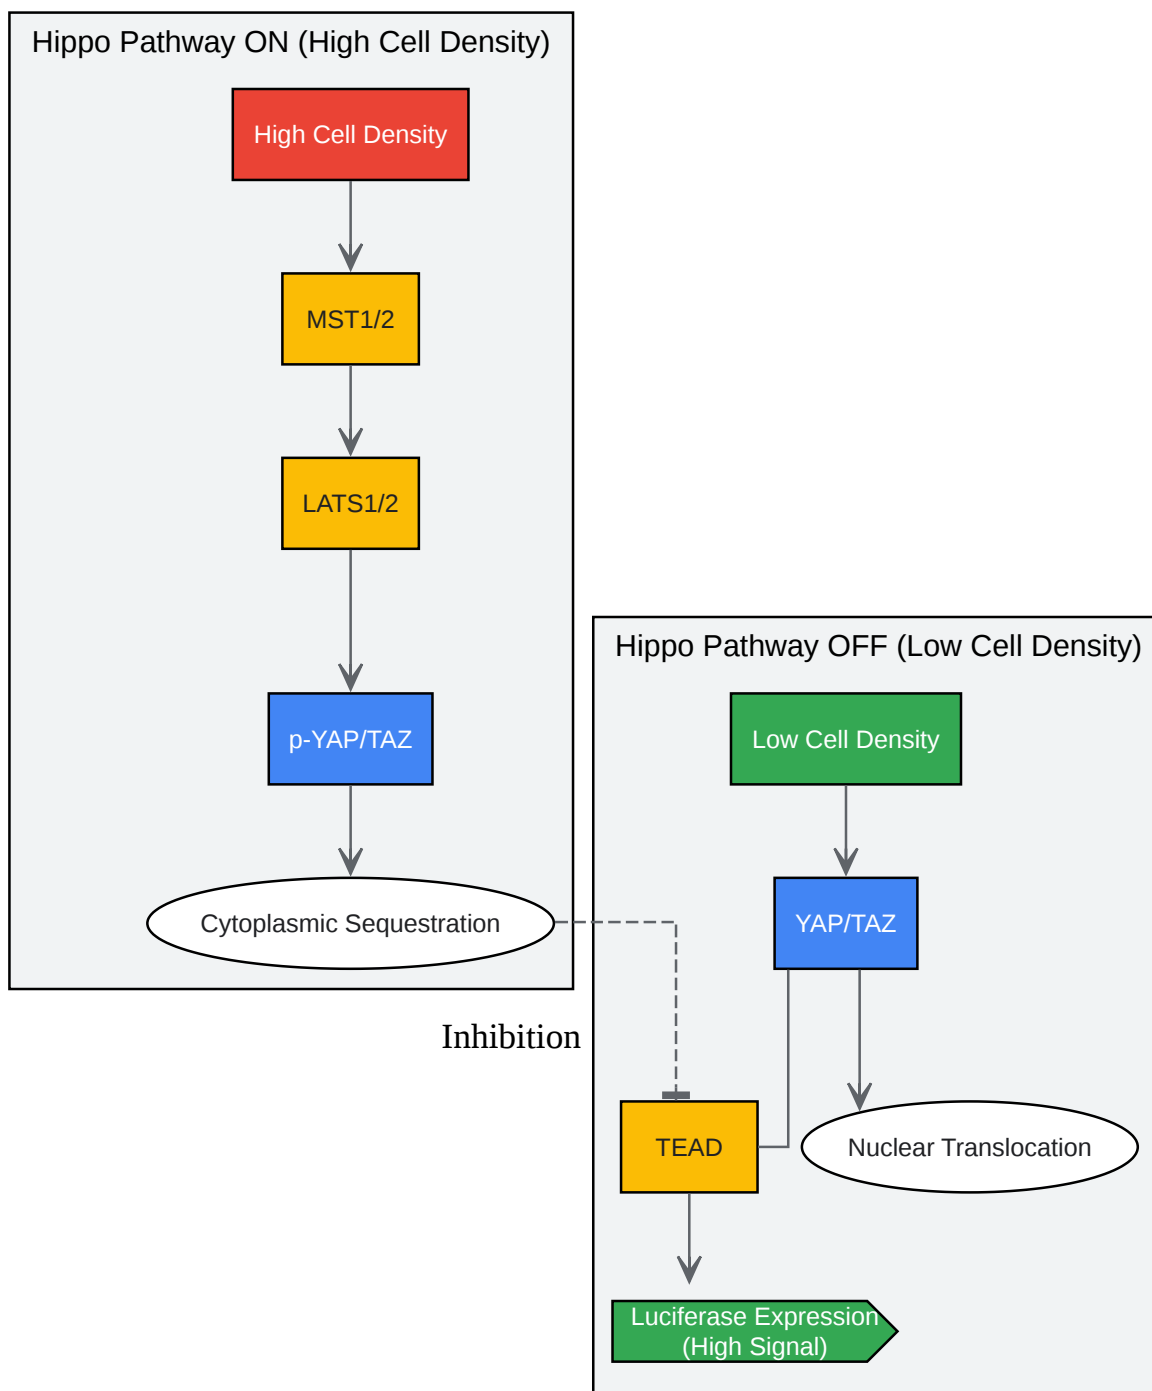 Hippo Pathway ON (High Cell Density)
High Cell Density
MST1/2
LATS1/2
p-YAP/TAZ
Cytoplasmic Sequestration
Inhibition
Hippo Pathway OFF (Low Cell Density)
Low Cell Density
YAP/TAZ
TEAD
Nuclear Translocation
Luciferase Expression
(High Signal)